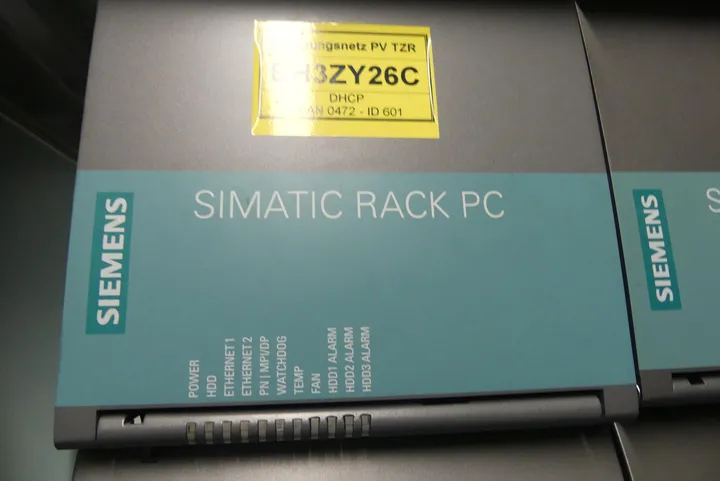 PV TZR
DHCP
0472 - ID 601
SIMATIC RACK PC
SIEMENS
SIEMENS
POWER
HDD
ETHERNET 1
ETHERNET 2
PN | MPI/DP
WATCHDOG
TEMP
FAN
HDD1 ALARM
HDD2 ALARM
HDD3 ALARM